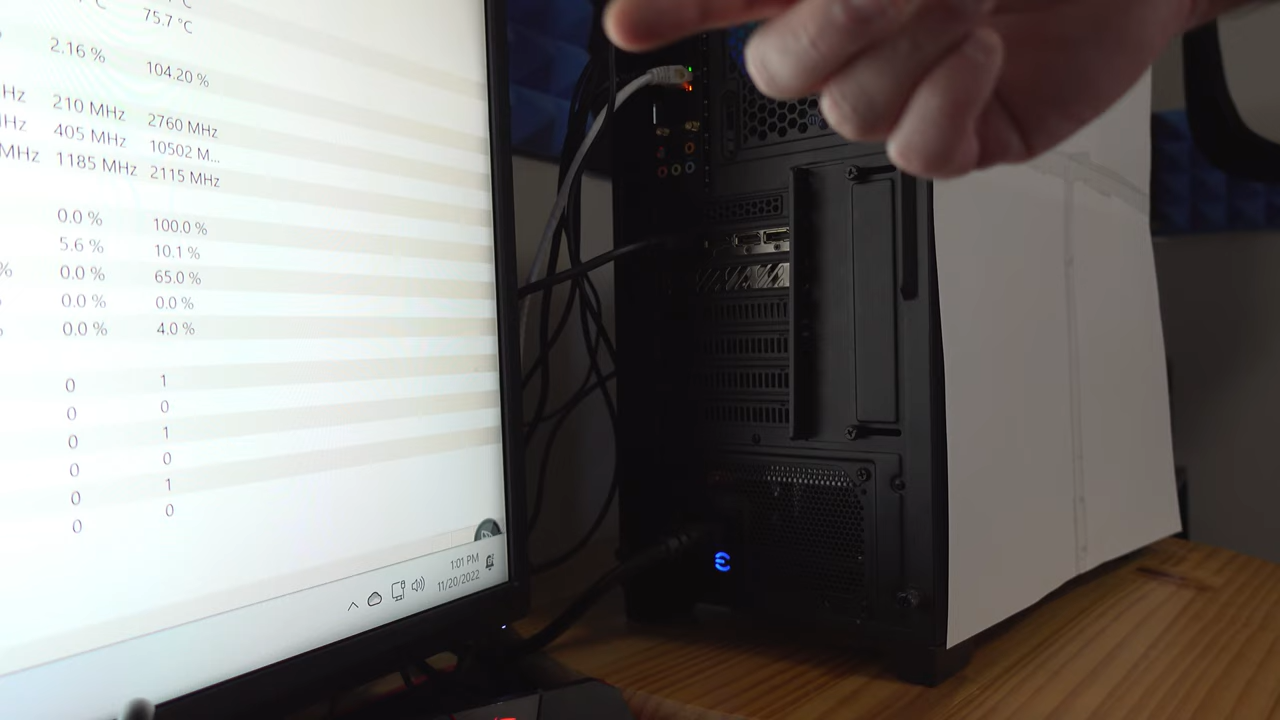 75.7 °C
2.16 % 104.20 %
Hz 210 MHz 2760 MHz
Hz 405 MHz 10502 M...
MHz 1185 MHz 2115 MHz
0.0 % 100.0 %
5.6 % 10.1 %
% 0.0 % 65.0 %
0.0 % 0.0 %
0.0 % 4.0 %
0 1
0 0
0 1
0 0
0 1
0 0
1:01 PM
11/20/2022